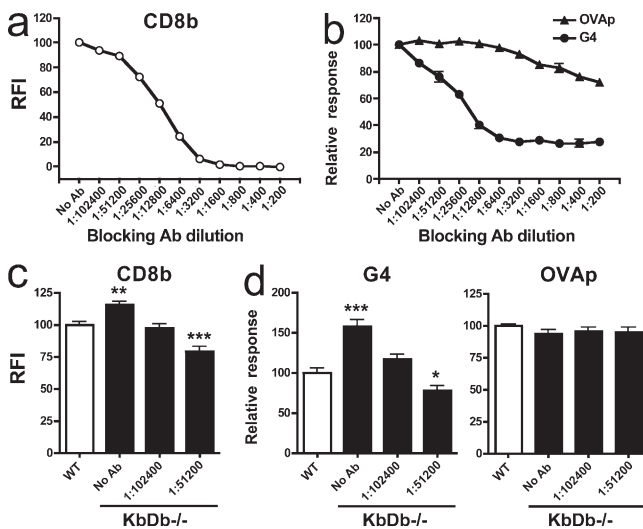 a
CD8b
RFI
120
100
80
60
40
20
0
No Ab
1:102400
1:51200
1:25600
1:12800
1:6400
1:3200
1:1600
1:800
1:400
1:200
Blocking Ab dilution
b
OVAp
G4
Relative response
120
100
80
60
40
20
0
No Ab
1:102400
1:51200
1:25600
1:12800
1:6400
1:3200
1:1600
1:800
1:400
1:200
Blocking Ab dilution
c
CD8b
RFI
125
100
75
50
25
0
**
***
WT
No Ab
1:102400
1:51200
KbDb-/-
d
G4
Relative response
200
150
100
50
0
***
*
WT
No Ab
1:102400
1:51200
KbDb-/-
OVAp
125
100
75
50
25
0
WT
No Ab
1:102400
1:51200
KbDb-/-